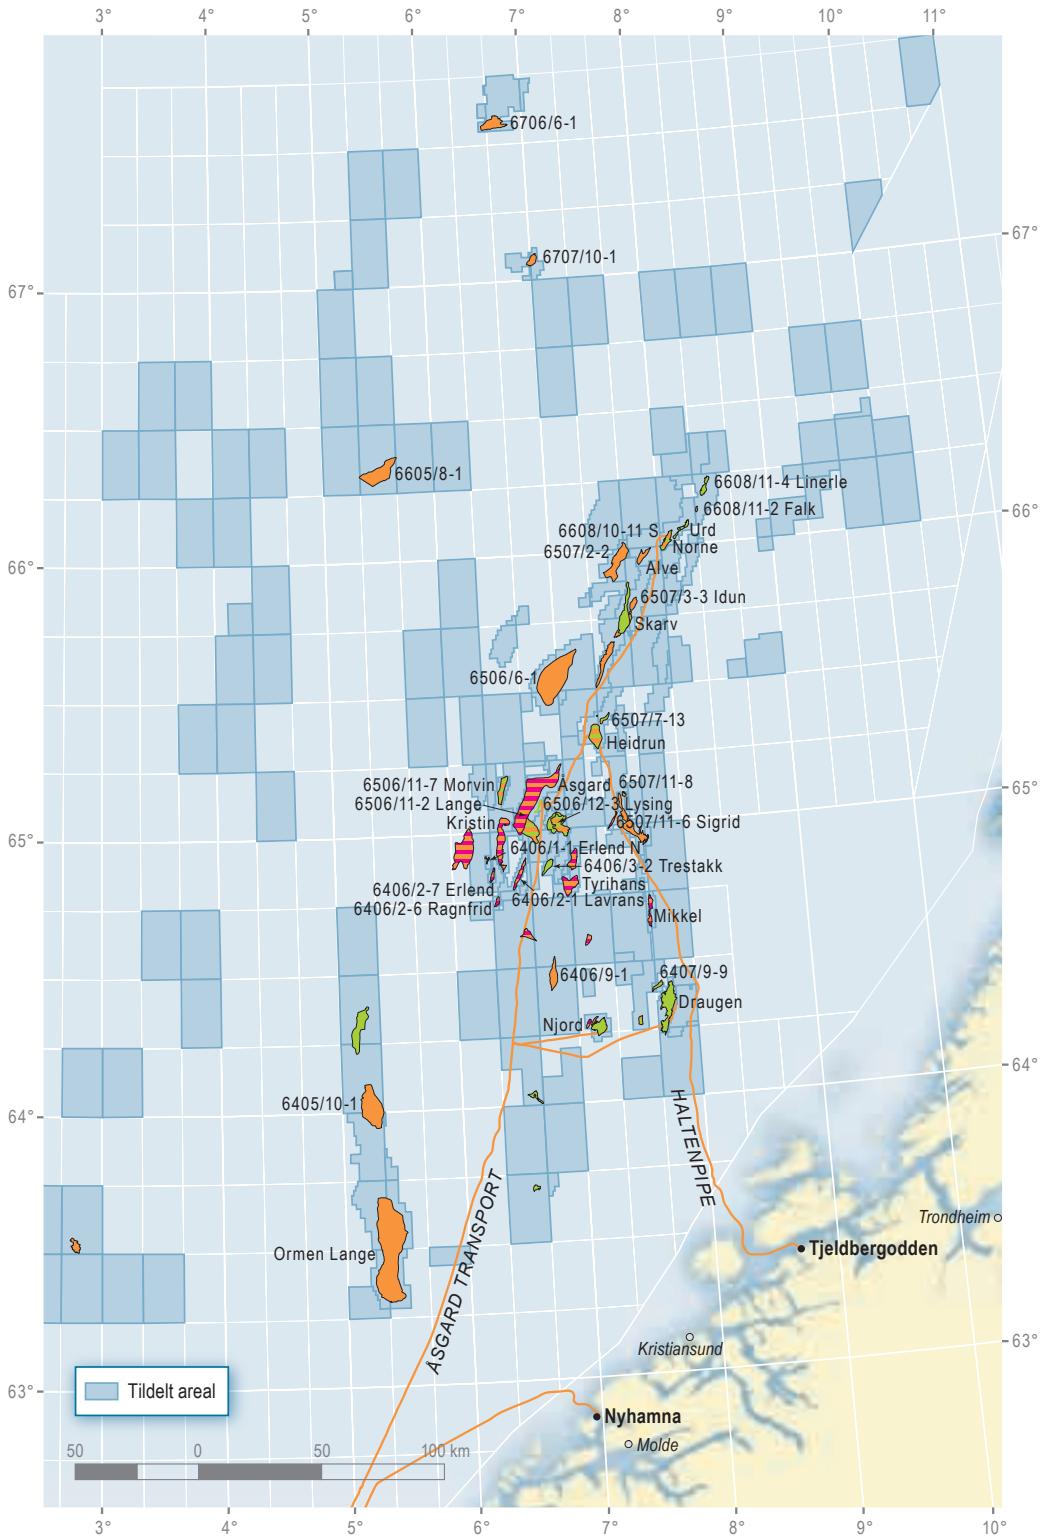 3° 4° 5° 6° 7° 8° 9° 10° 11°
6706/6-1
67°
6707/10-1
67°
6605/8-1
6608/11-4 Linerle
66°
6608/11-2 Falk
6608/10-11 S
Urd
6507/2-2
Norne
66°
Alve
6507/3-3 Idun
Skarv
6506/6-1
6507/7-13
Heidrun
6506/11-7 Morvin
Åsgard
6507/11-8
65°
6506/11-2 Lange
6506/12-3 Lysing
Kristin
6507/11-6 Sigrid
65°
6406/1-1 Erlend N
6406/3-2 Trestakk
6406/2-7 Erlend
Tyrihans
6406/2-6 Ragnfrid
6406/2-1 Lavrans
Mikkel
6406/9-1
6407/9-9
Draugen
Njord
64°
6405/10-1
64°
HALTENPIPE
ÅSGARD TRANSPORT
Trondheim
Ormen Lange
Tjeldbergodden
63°
Kristiansund
63°
Tildelt areal
Nyhamna
Molde
50 0 50 100 km
3° 4° 5° 6° 7° 8° 9° 10°